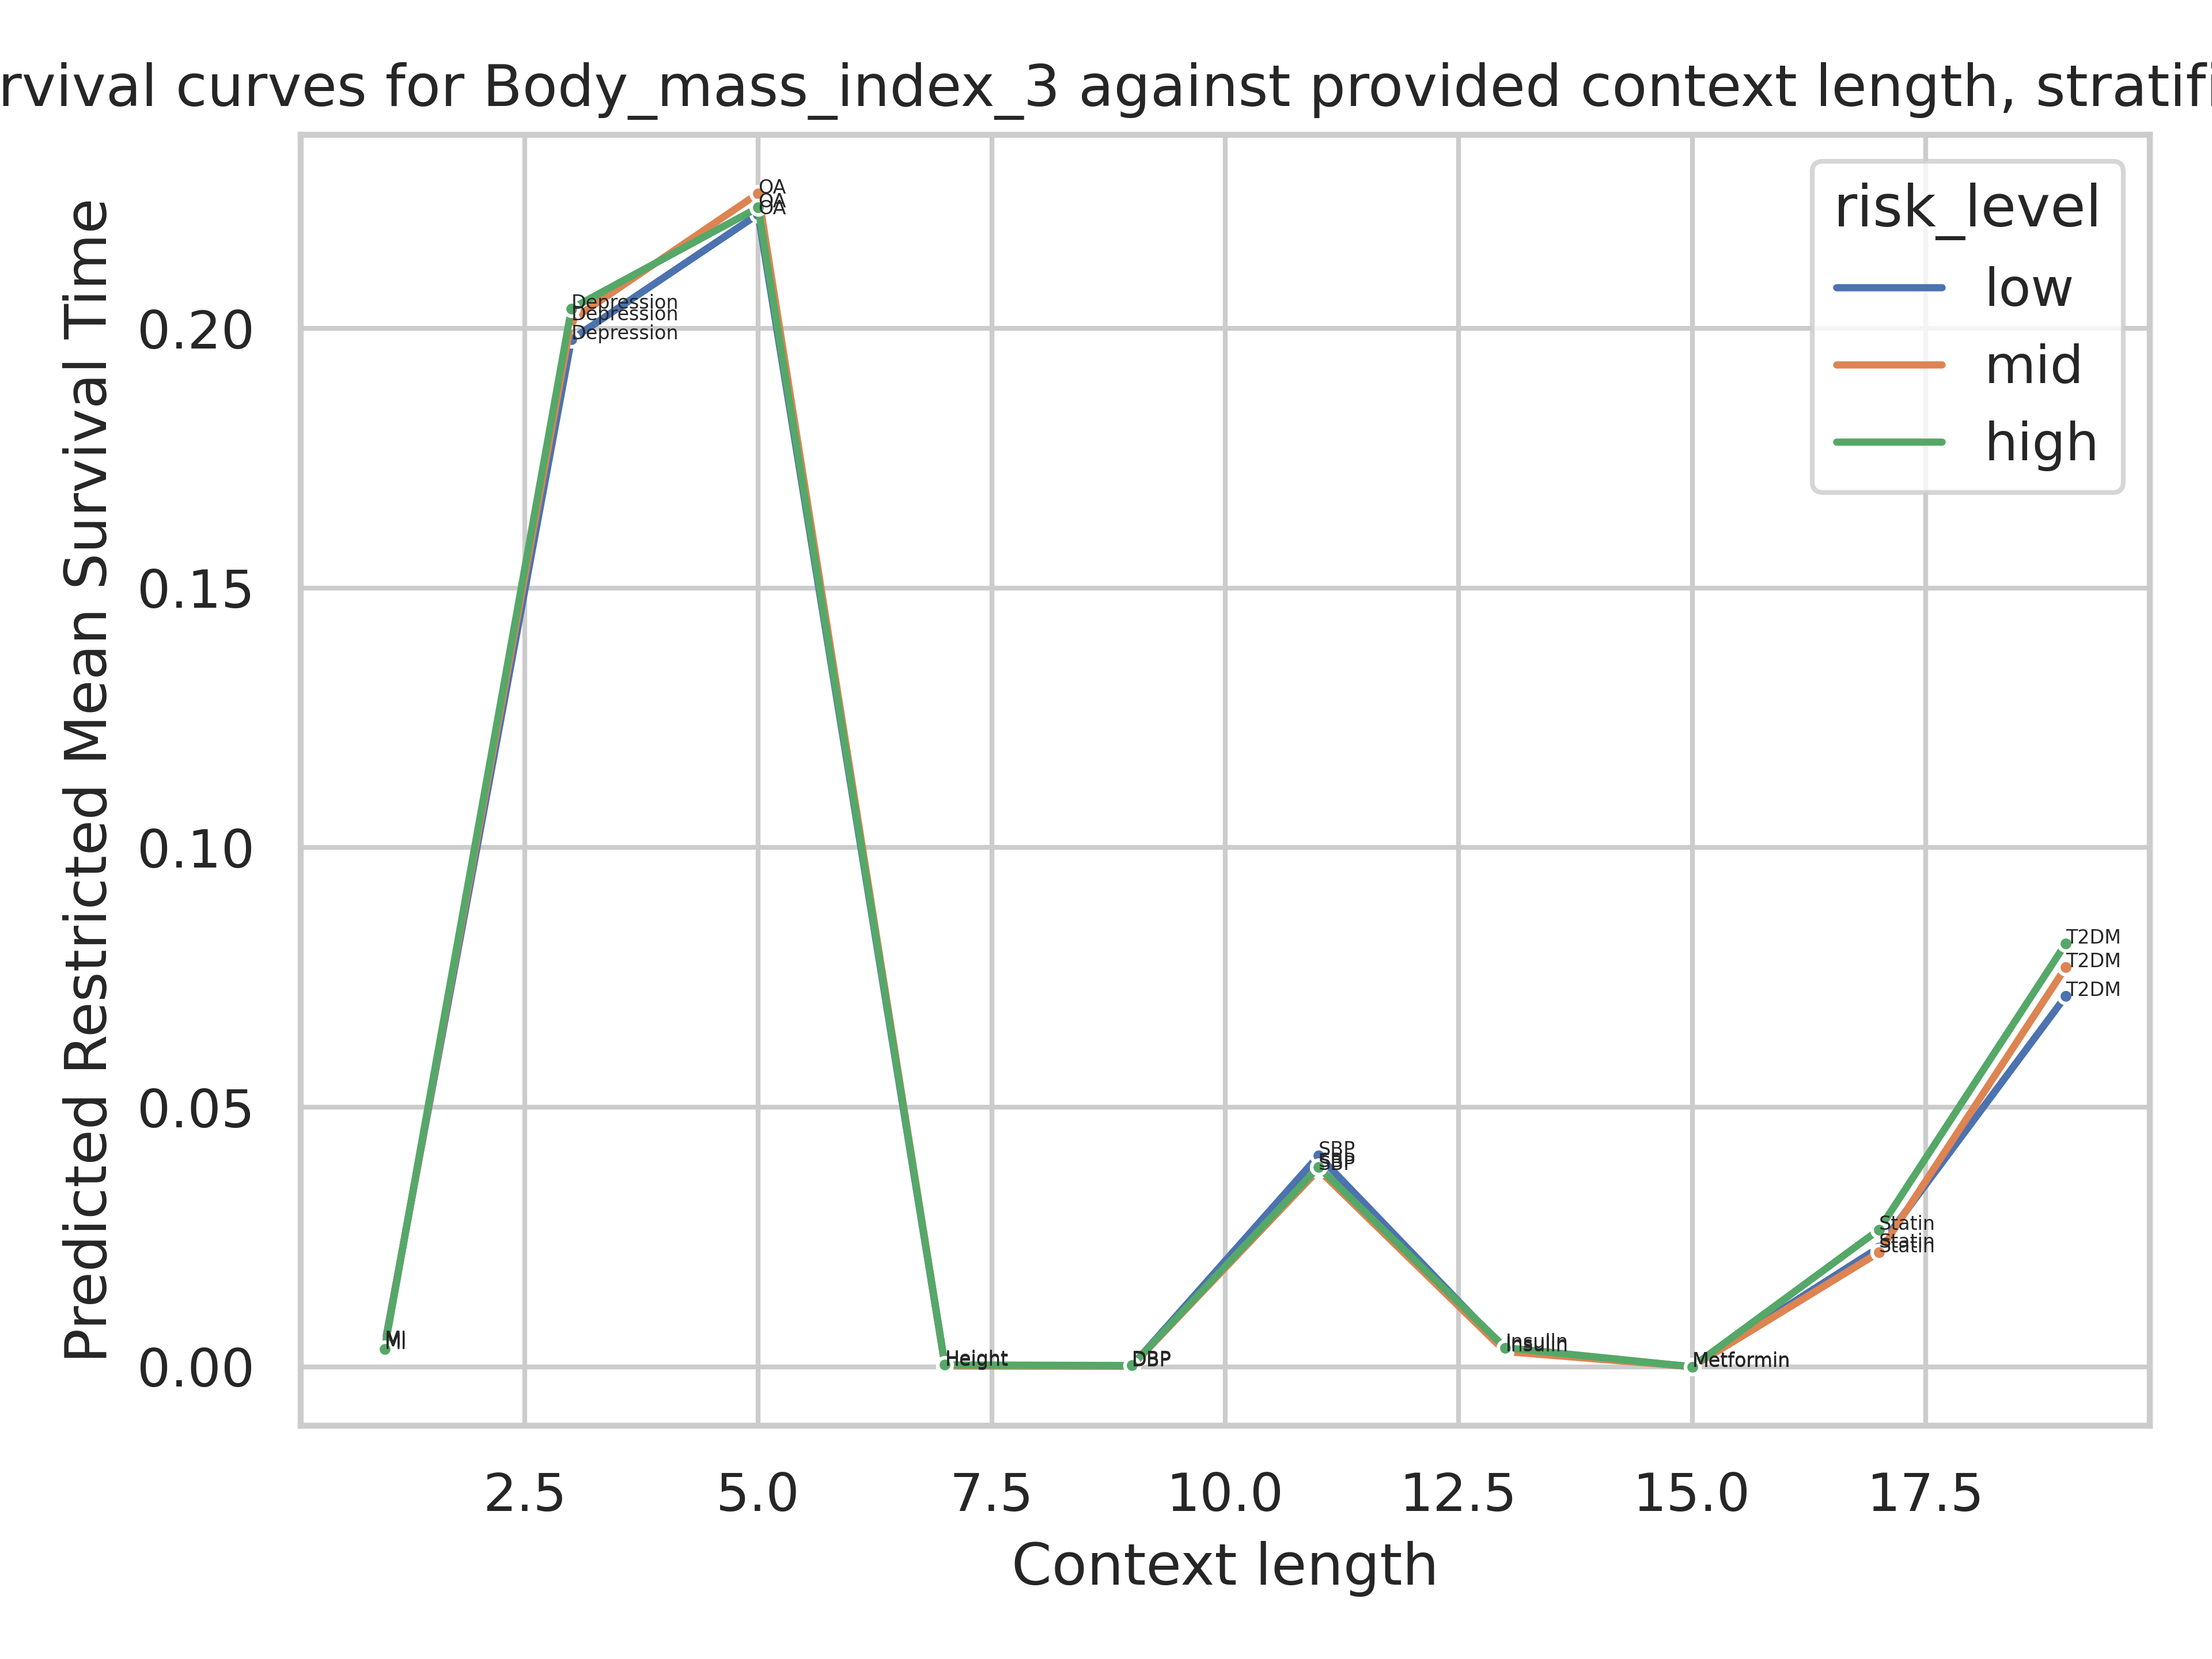 rvival curves for Body_mass_index_3 against provided context length, stratifi
risk_level
low
mid
high
Predicted Restricted Mean Survival Time
0.20
0.15
0.10
0.05
0.00
OA
OA
OA
Depression
Depression
Depression
T2DM
T2DM
T2DM
SBP
SBP
SBP
Statin
Statin
Statin
MI
MI
Height
DBP
Insulin
Metformin
2.5 5.0 7.5 10.0 12.5 15.0 17.5
Context length